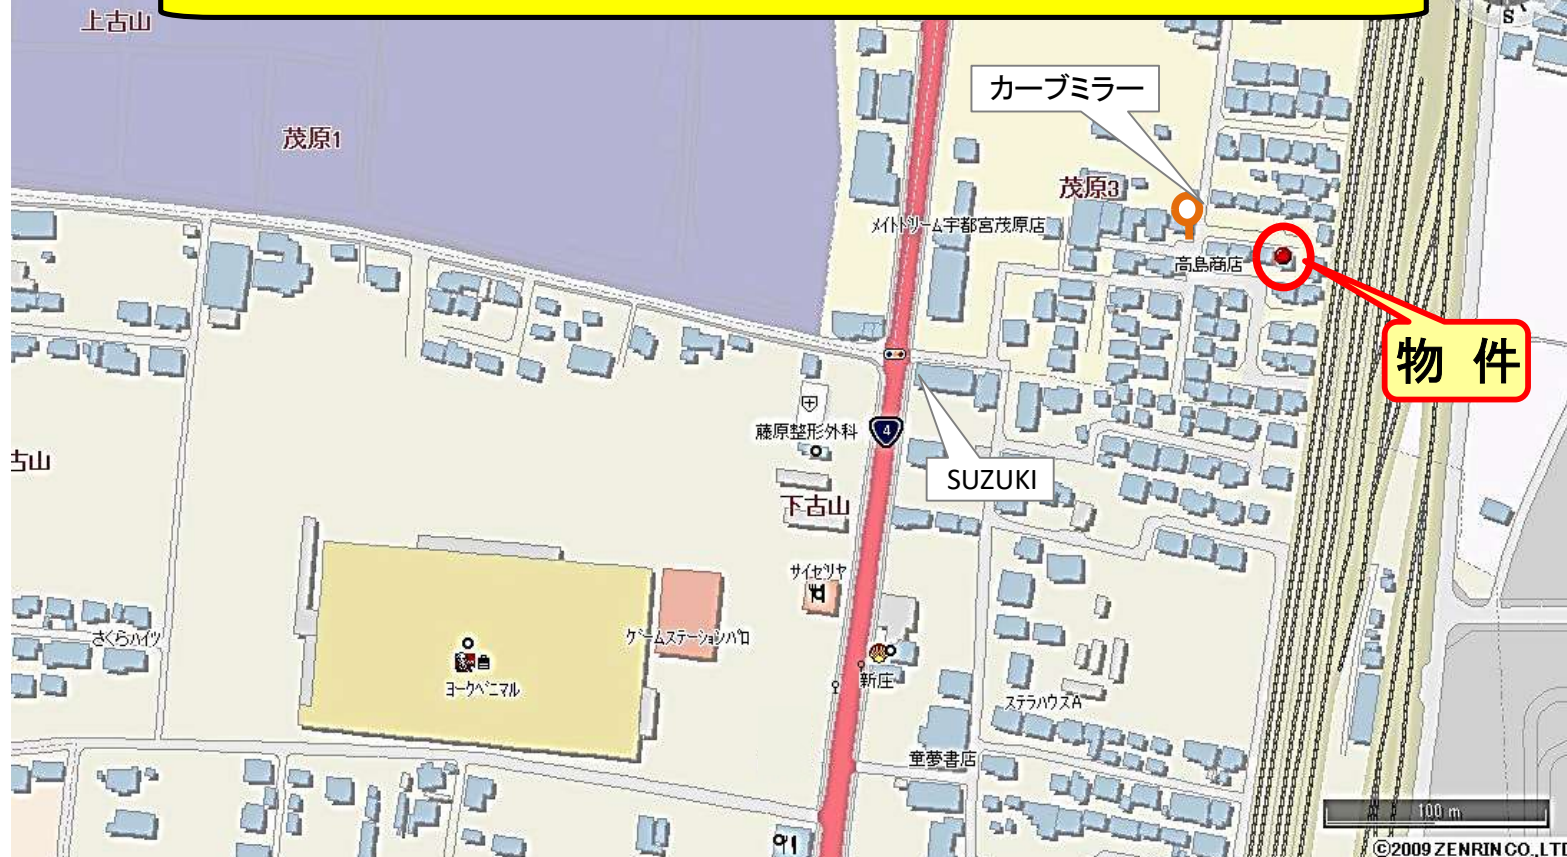 上古山
S
茂原1
カーブミラー
茂原3
メイトドリーム宇都宮茂原店
高島商店
物 件
藤原整形外科
4
SUZUKI
古山
下古山
サイゼリヤ
さくらハイツ
ゲームステーションパロ
ヨークベニマル
新庄
ステラハウスA
童夢書店
100 m
©2009 ZENRIN CO.,LTD